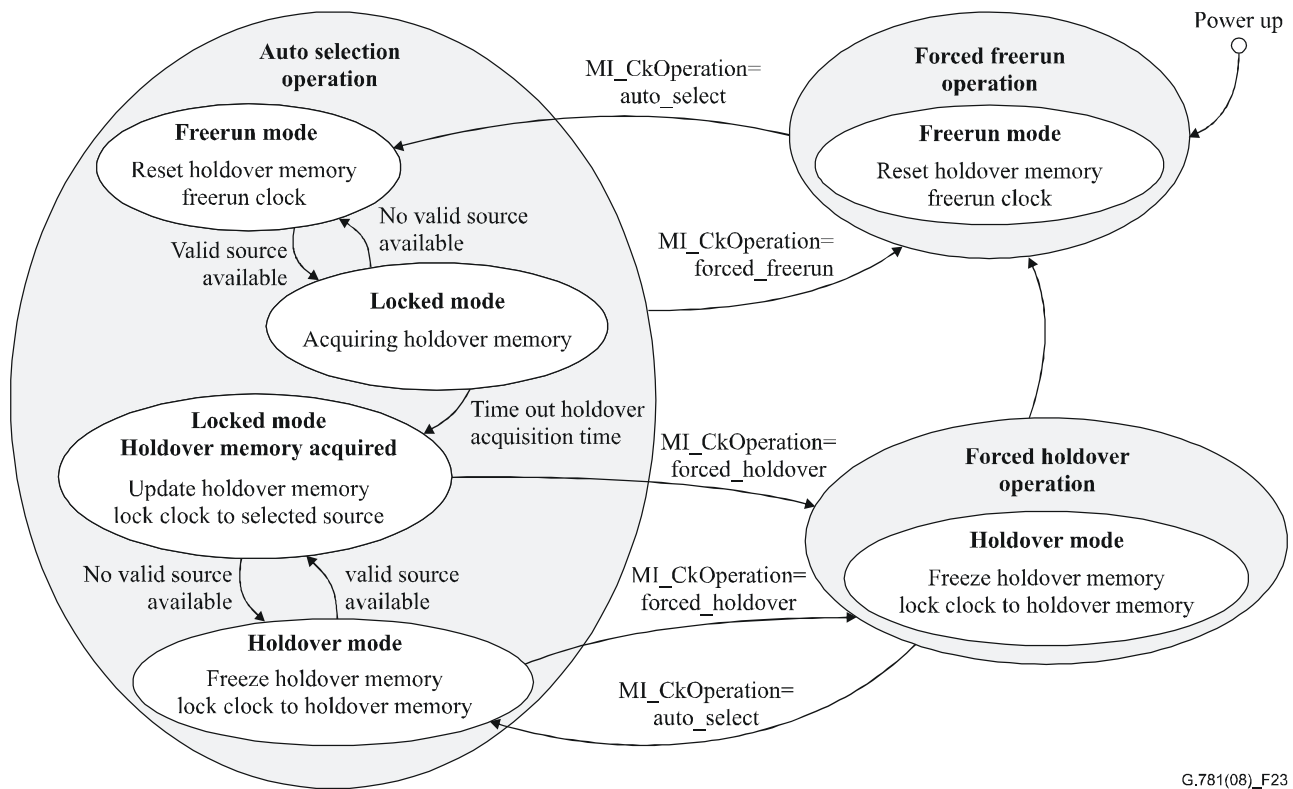 Power up
Auto selection
operation
Forced freerun
operation
MI_CkOperation=
auto_select
Freerun mode
Reset holdover memory
freerun clock
Freerun mode
Reset holdover memory
freerun clock
No valid source
available
Valid source
available
MI_CkOperation=
forced_freerun
Locked mode
Acquiring holdover memory
Time out holdover
acquisition time
Locked mode
Holdover memory acquired
Update holdover memory
lock clock to selected source
MI_CkOperation=
forced_holdover
Forced holdover
operation
Holdover mode
Freeze holdover memory
lock clock to holdover memory
No valid source
available
valid source
available
MI_CkOperation=
forced_holdover
Holdover mode
Freeze holdover memory
lock clock to holdover memory
MI_CkOperation=
auto_select
G.781(08)_F23